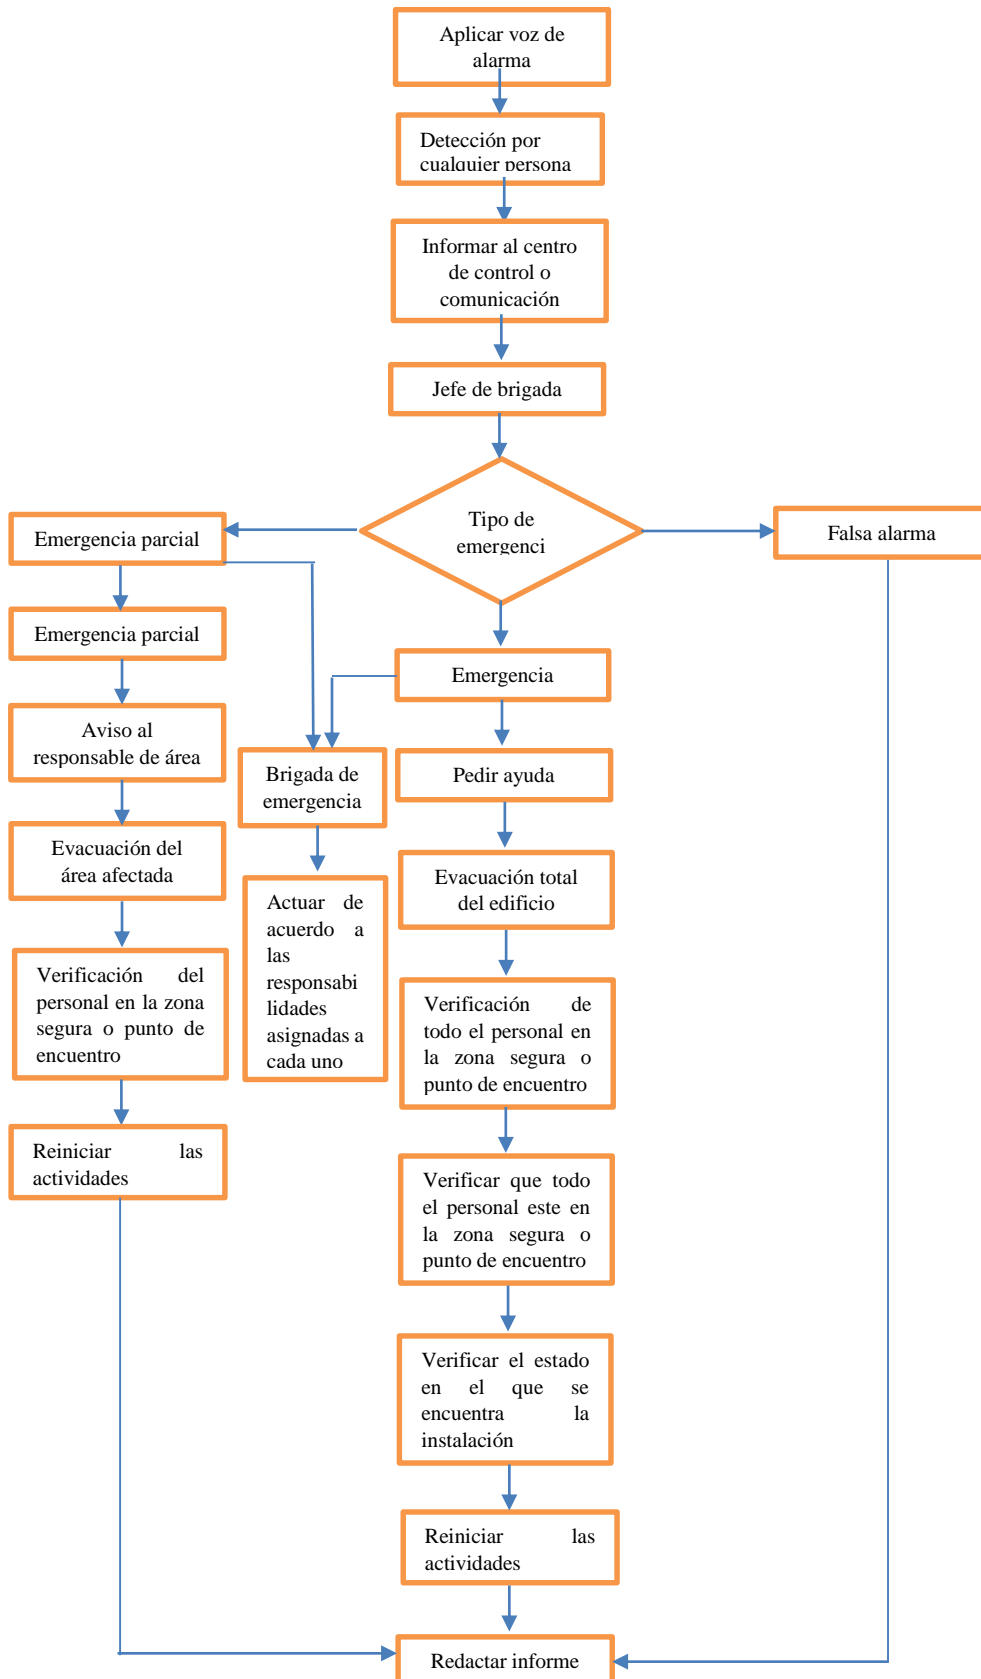 Aplicar voz de
alarma
Detección por
cualquier persona
Informar al centro
de control o
comunicación
Jefe de brigada
Tipo de
emergenci
Emergencia parcial
Falsa alarma
Emergencia parcial
Emergencia
Aviso al
responsable de área
Brigada de
emergencia
Pedir ayuda
Evacuación del
área afectada
Evacuación total
del edificio
Actuar de
acuerdo a
las
responsabi
lidades
asignadas a
cada uno
Verificación del
personal en la zona
segura o punto de
encuentro
Verificación de
todo el personal en
la zona segura o
punto de encuentro
Reiniciar las
actividades
Verificar que todo
el personal este en
la zona segura o
punto de encuentro
Verificar el estado
en el que se
encuentra la
instalación
Reiniciar las
actividades
Redactar informe